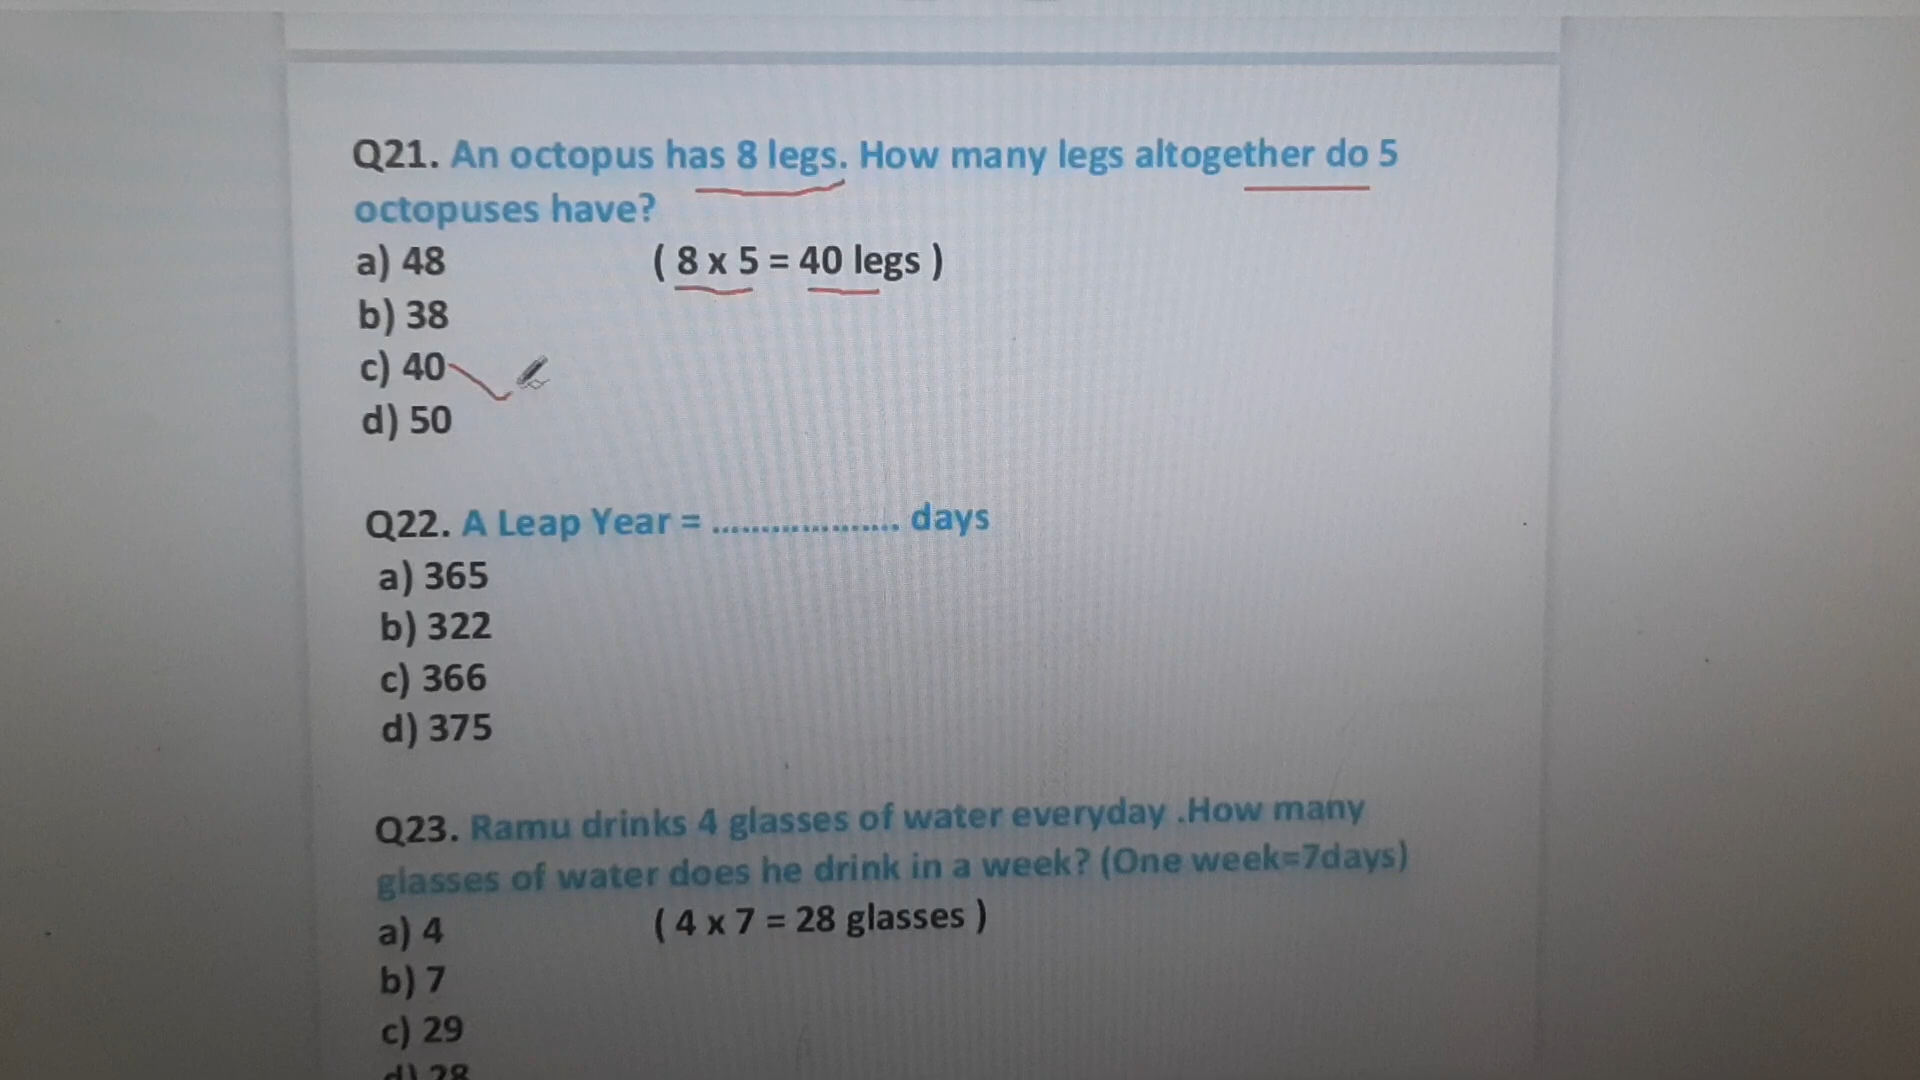 Q21. An octopus has 8 legs. How many legs altogether do 5
octopuses have?
a) 48 ( 8 x 5 = 40 legs )
b) 38
c) 40
d) 50
Q22. A Leap Year = ................... days
a) 365
b) 322
c) 366
d) 375
Q23. Ramu drinks 4 glasses of water everyday .How many
glasses of water does he drink in a week? (One week=7days)
a) 4 ( 4 x 7 = 28 glasses )
b) 7
c) 29
d) 28